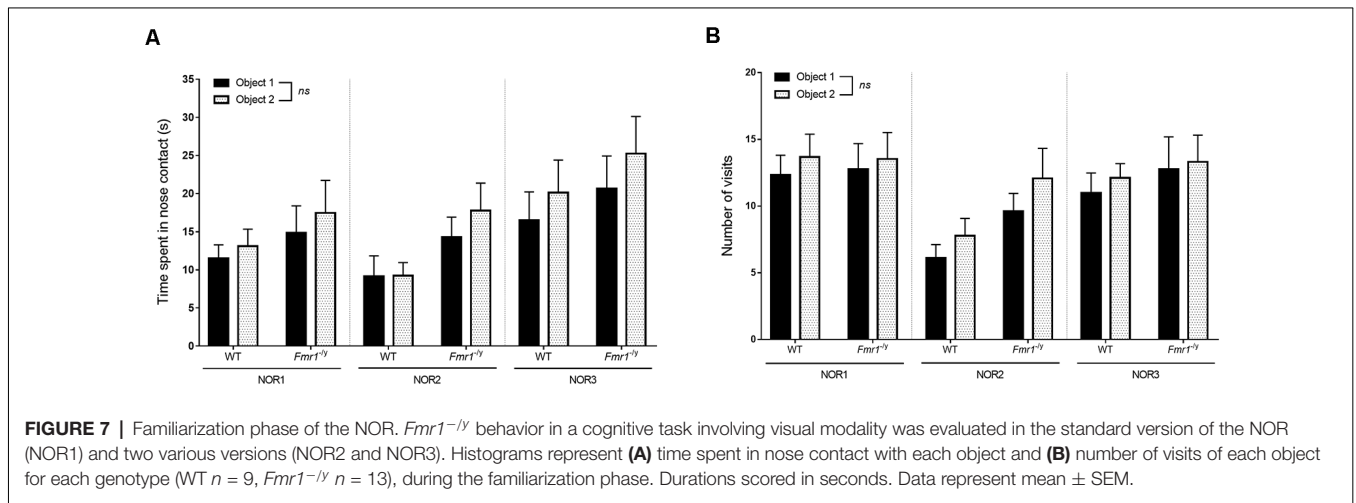 A
Time spent in nose contact (s)
35
30
25
20
15
10
5
0
Object 1
Object 2
ns
WT
Fmr1-/y
WT
Fmr1-/y
WT
Fmr1-/y
NOR1
NOR2
NOR3
B
Number of visits
20
15
10
5
0
Object 1
Object 2
ns
WT
Fmr1-/y
WT
Fmr1-/y
WT
Fmr1-/y
NOR1
NOR2
NOR3
FIGURE 7 | Familiarization phase of the NOR. Fmr1−/y behavior in a cognitive task involving visual modality was evaluated in the standard version of the NOR
(NOR1) and two various versions (NOR2 and NOR3). Histograms represent (A) time spent in nose contact with each object and (B) number of visits of each object
for each genotype (WT n = 9, Fmr1−/y n = 13), during the familiarization phase. Durations scored in seconds. Data represent mean ± SEM.